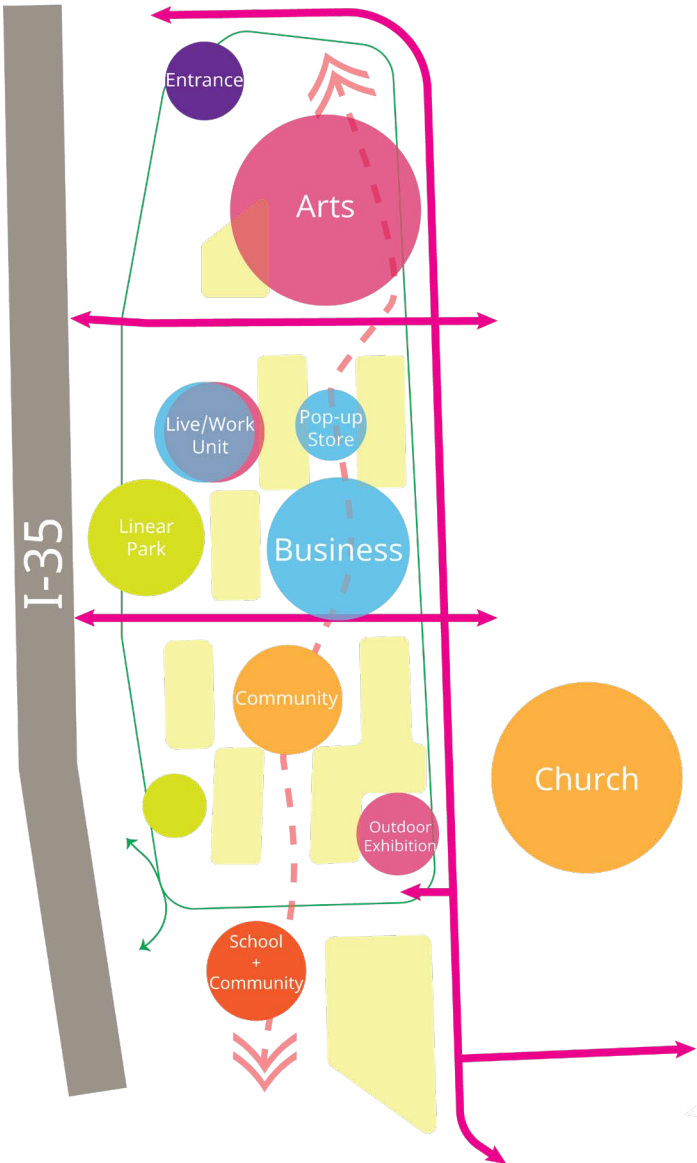 Entrance
Arts
Live/Work
Unit
Pop-up
Store
Linear
Park
Business
I-35
Community
Church
Outdoor
Exhibition
School
+
Community